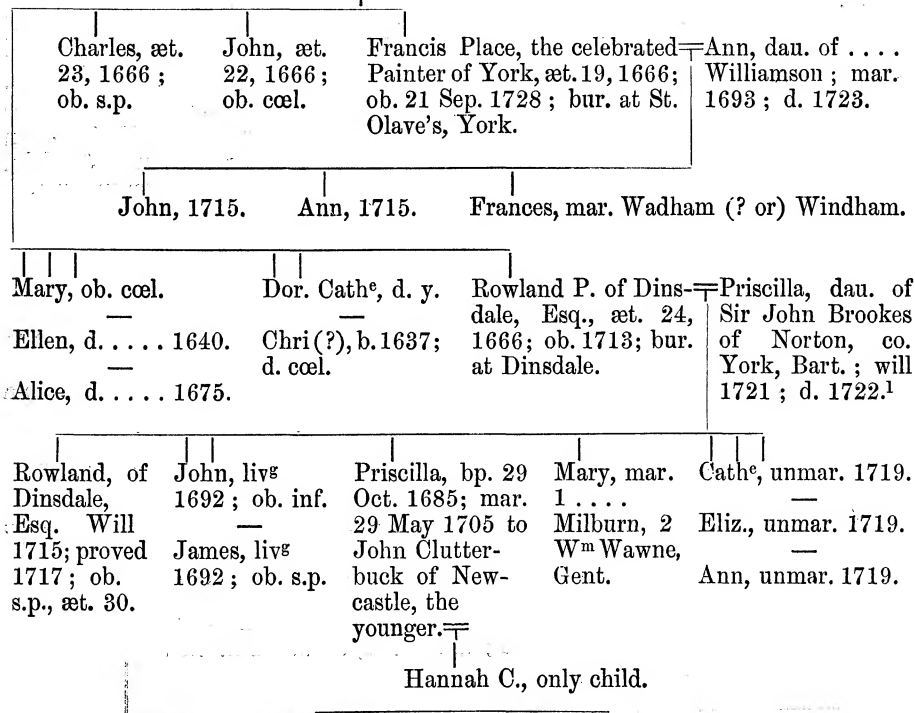 Charles, æt.
23, 1666 ;
ob. s.p.
John, æt.
22, 1666;
ob. cœl.
Francis Place, the celebrated
Painter of York, æt. 19, 1666;
ob. 21 Sep. 1728 ; bur. at St.
Olave's, York.
Ann, dau. of . . . .
Williamson ; mar.
1693 ; d. 1723.
John, 1715.
Ann, 1715.
Frances, mar. Wadham (? or) Windham.
Mary, ob. cœl.
—
Ellen, d. . . . . 1640.
—
Alice, d. . . . . 1675.
Dor. Cathᵉ, d. y.
—
Chri (?), b. 1637;
d. cœl.
Rowland P. of Dins-
dale, Esq., æt. 24,
1666; ob. 1713; bur.
at Dinsdale.
Priscilla, dau. of
Sir John Brookes
of Norton, co.
York, Bart. ; will
1721 ; d. 1722.¹
Rowland, of
Dinsdale,
Esq. Will
1715; proved
1717 ; ob.
s.p., æt. 30.
John, livᵍ
1692 ; ob. inf.
—
James, livᵍ
1692 ; ob. s.p.
Priscilla, bp. 29
Oct. 1685; mar.
29 May 1705 to
John Clutter-
buck of New-
castle, the
younger.
Mary, mar.
1 . . . .
Milburn, 2
Wᵐ Wawne,
Gent.
Cathᵉ, unmar. 1719.
—
Eliz., unmar. 1719.
—
Ann, unmar. 1719.
Hannah C., only child.